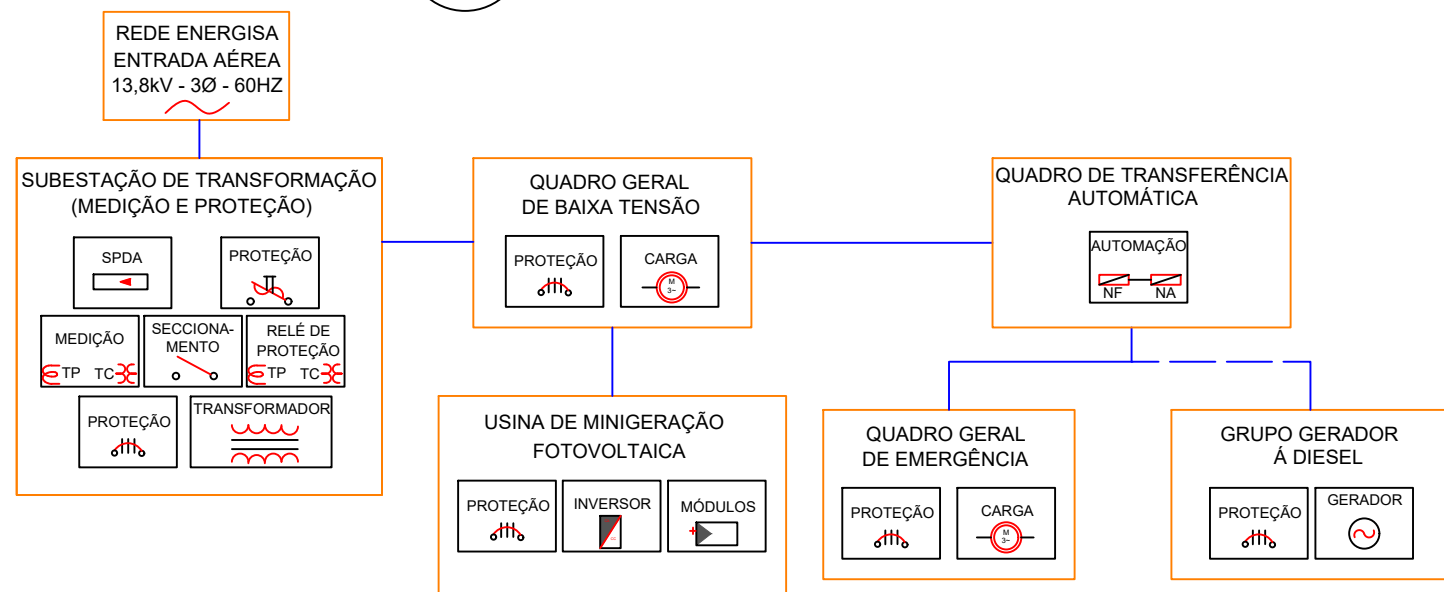 REDE ENERGISA
ENTRADA AÉREA
13,8kV - 3Ø - 60HZ
SUBESTAÇÃO DE TRANSFORMAÇÃO
(MEDIÇÃO E PROTEÇÃO)
SPDA
PROTEÇÃO
MEDIÇÃO
TP TC
SECCIONA-
MENTO
RELÉ DE
PROTEÇÃO
TP TC
PROTEÇÃO
TRANSFORMADOR
QUADRO GERAL
DE BAIXA TENSÃO
PROTEÇÃO
CARGA
M
3~
QUADRO DE TRANSFERÊNCIA
AUTOMÁTICA
AUTOMAÇÃO
NF NA
USINA DE MINIGERAÇÃO
FOTOVOLTAICA
PROTEÇÃO
INVERSOR
MÓDULOS
+
QUADRO GERAL
DE EMERGÊNCIA
PROTEÇÃO
CARGA
M
3~
GRUPO GERADOR
Á DIESEL
PROTEÇÃO
GERADOR